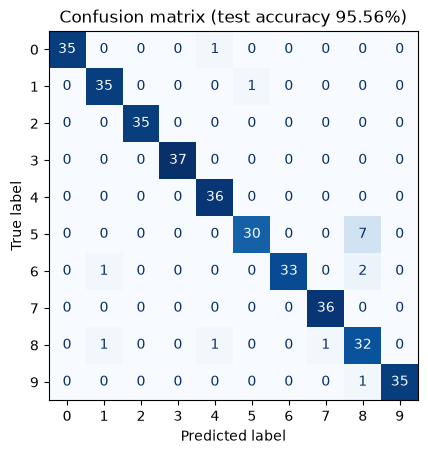 Confusion matrix (test accuracy 95.56%)
0 35 0 0 0 1 0 0 0 0 0
1 0 35 0 0 0 1 0 0 0 0
2 0 0 35 0 0 0 0 0 0 0
3 0 0 0 37 0 0 0 0 0 0
4 0 0 0 0 36 0 0 0 0 0
5 0 0 0 0 0 30 0 0 7 0
6 0 1 0 0 0 0 33 0 2 0
7 0 0 0 0 0 0 0 36 0 0
8 0 1 0 0 1 0 0 1 32 0
9 0 0 0 0 0 0 0 0 1 35
0 1 2 3 4 5 6 7 8 9
True label
Predicted label